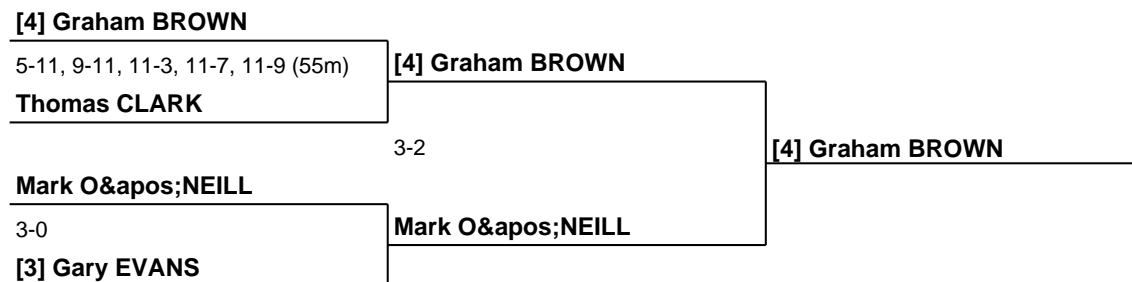 [4] Graham BROWN
5-11, 9-11, 11-3, 11-7, 11-9 (55m)
[4] Graham BROWN
Thomas CLARK
3-2
[4] Graham BROWN
Mark O&apos;NEILL
3-0
Mark O&apos;NEILL
[3] Gary EVANS